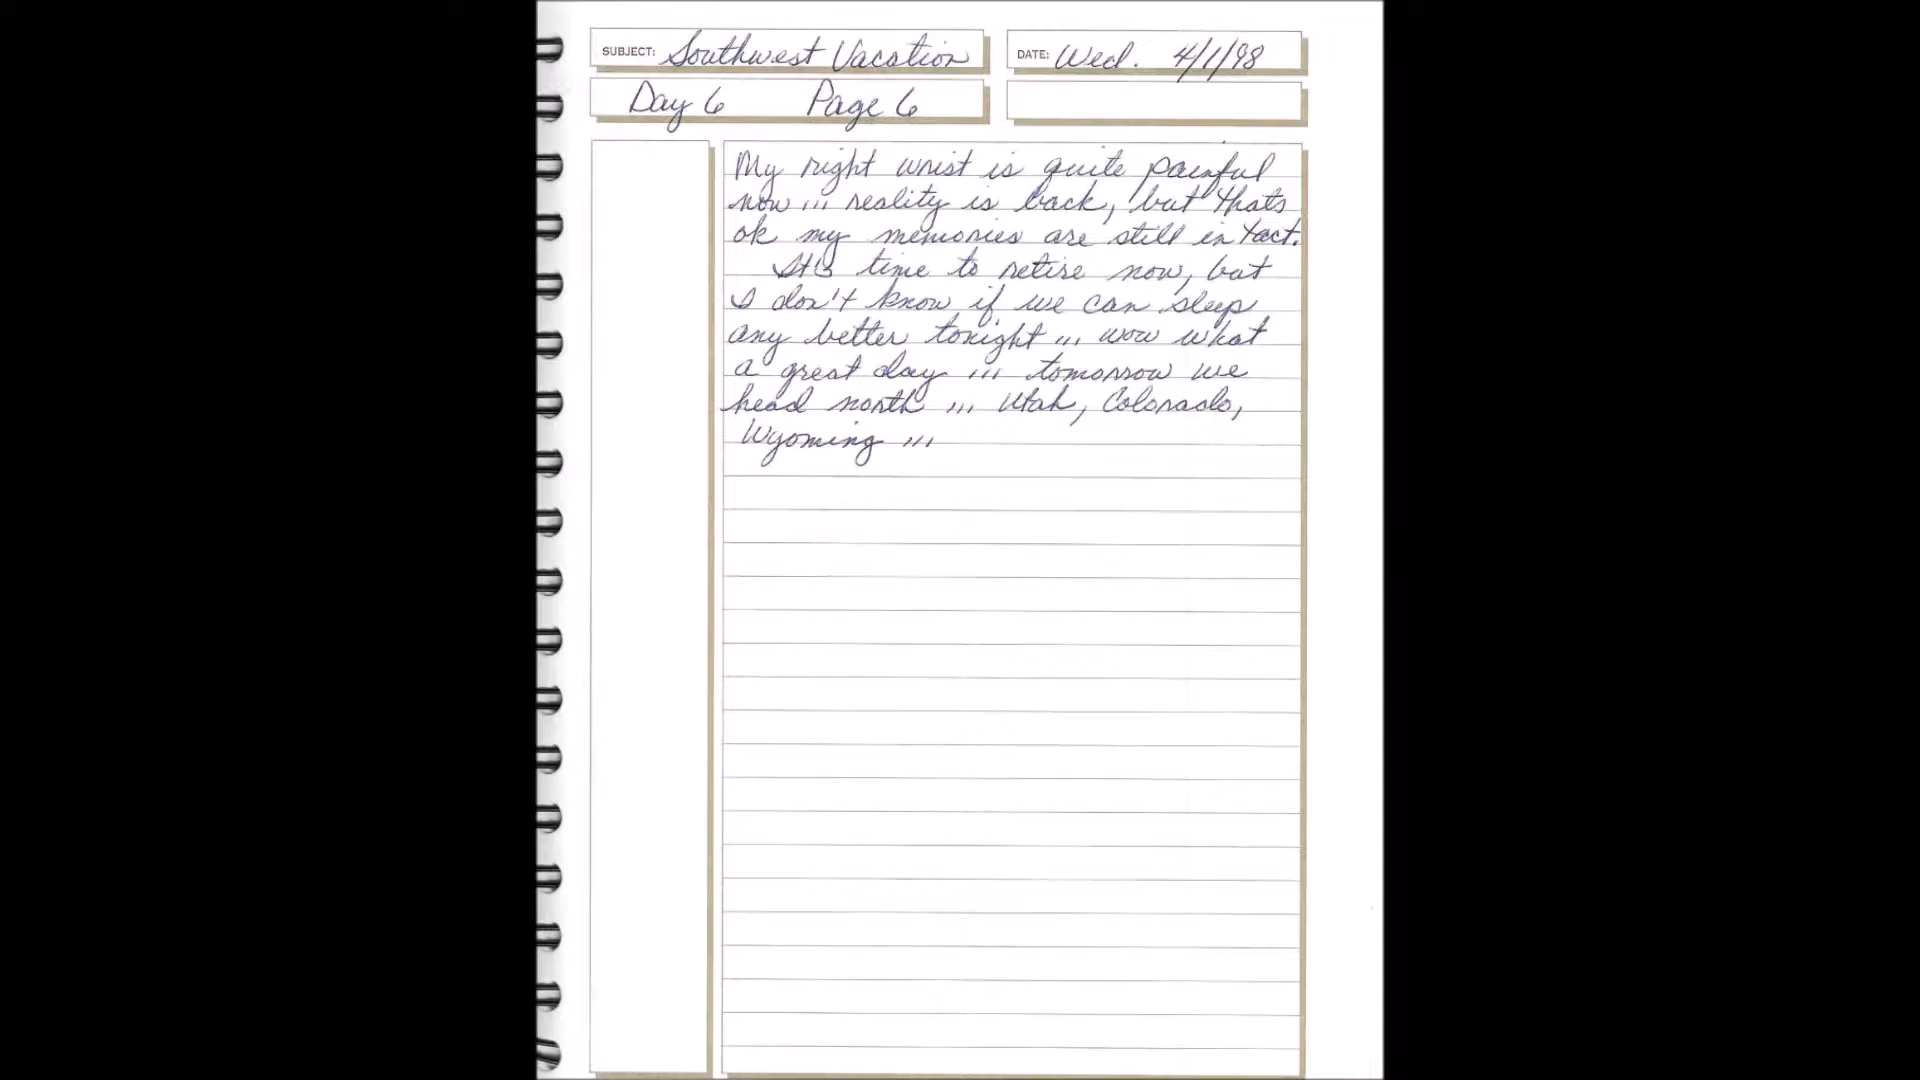 SUBJECT: Southwest Vacation
DATE: Wed. 4/1/98
Day 6 Page 6
My right wrist is quite painful
now ,,, reality is back, but thats
ok my memories are still in tact.
It's time to retire now, but
I don't know if we can sleep
any better tonight ,,, wow what
a great day ,,, tomorrow we
head north ,,, Utah, Colorado,
Wyoming ,,,